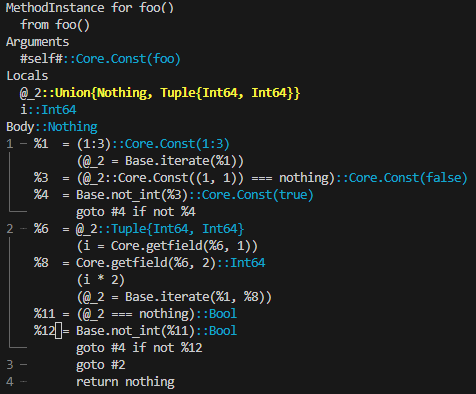 MethodInstance for foo()
  from foo()
Arguments
  #self#::Core.Const(foo)
Locals
  @_2::Union{Nothing, Tuple{Int64, Int64}}
  i::Int64
Body::Nothing
1 ─ %1  = (1:3)::Core.Const(1:3)
│         (@_2 = Base.iterate(%1))
│   %3  = (@_2::Core.Const((1, 1)) === nothing)::Core.Const(false)
│   %4  = Base.not_int(%3)::Core.Const(true)
└──       goto #4 if not %4
2 ─ %6  = @_2::Tuple{Int64, Int64}
│         (i = Core.getfield(%6, 1))
│   %8  = Core.getfield(%6, 2)::Int64
│         (i * 2)
│         (@_2 = Base.iterate(%1, %8))
│   %11 = (@_2 === nothing)::Bool
│   %12 = Base.not_int(%11)::Bool
└──       goto #4 if not %12
3 ─       goto #2
4 ─       return nothing